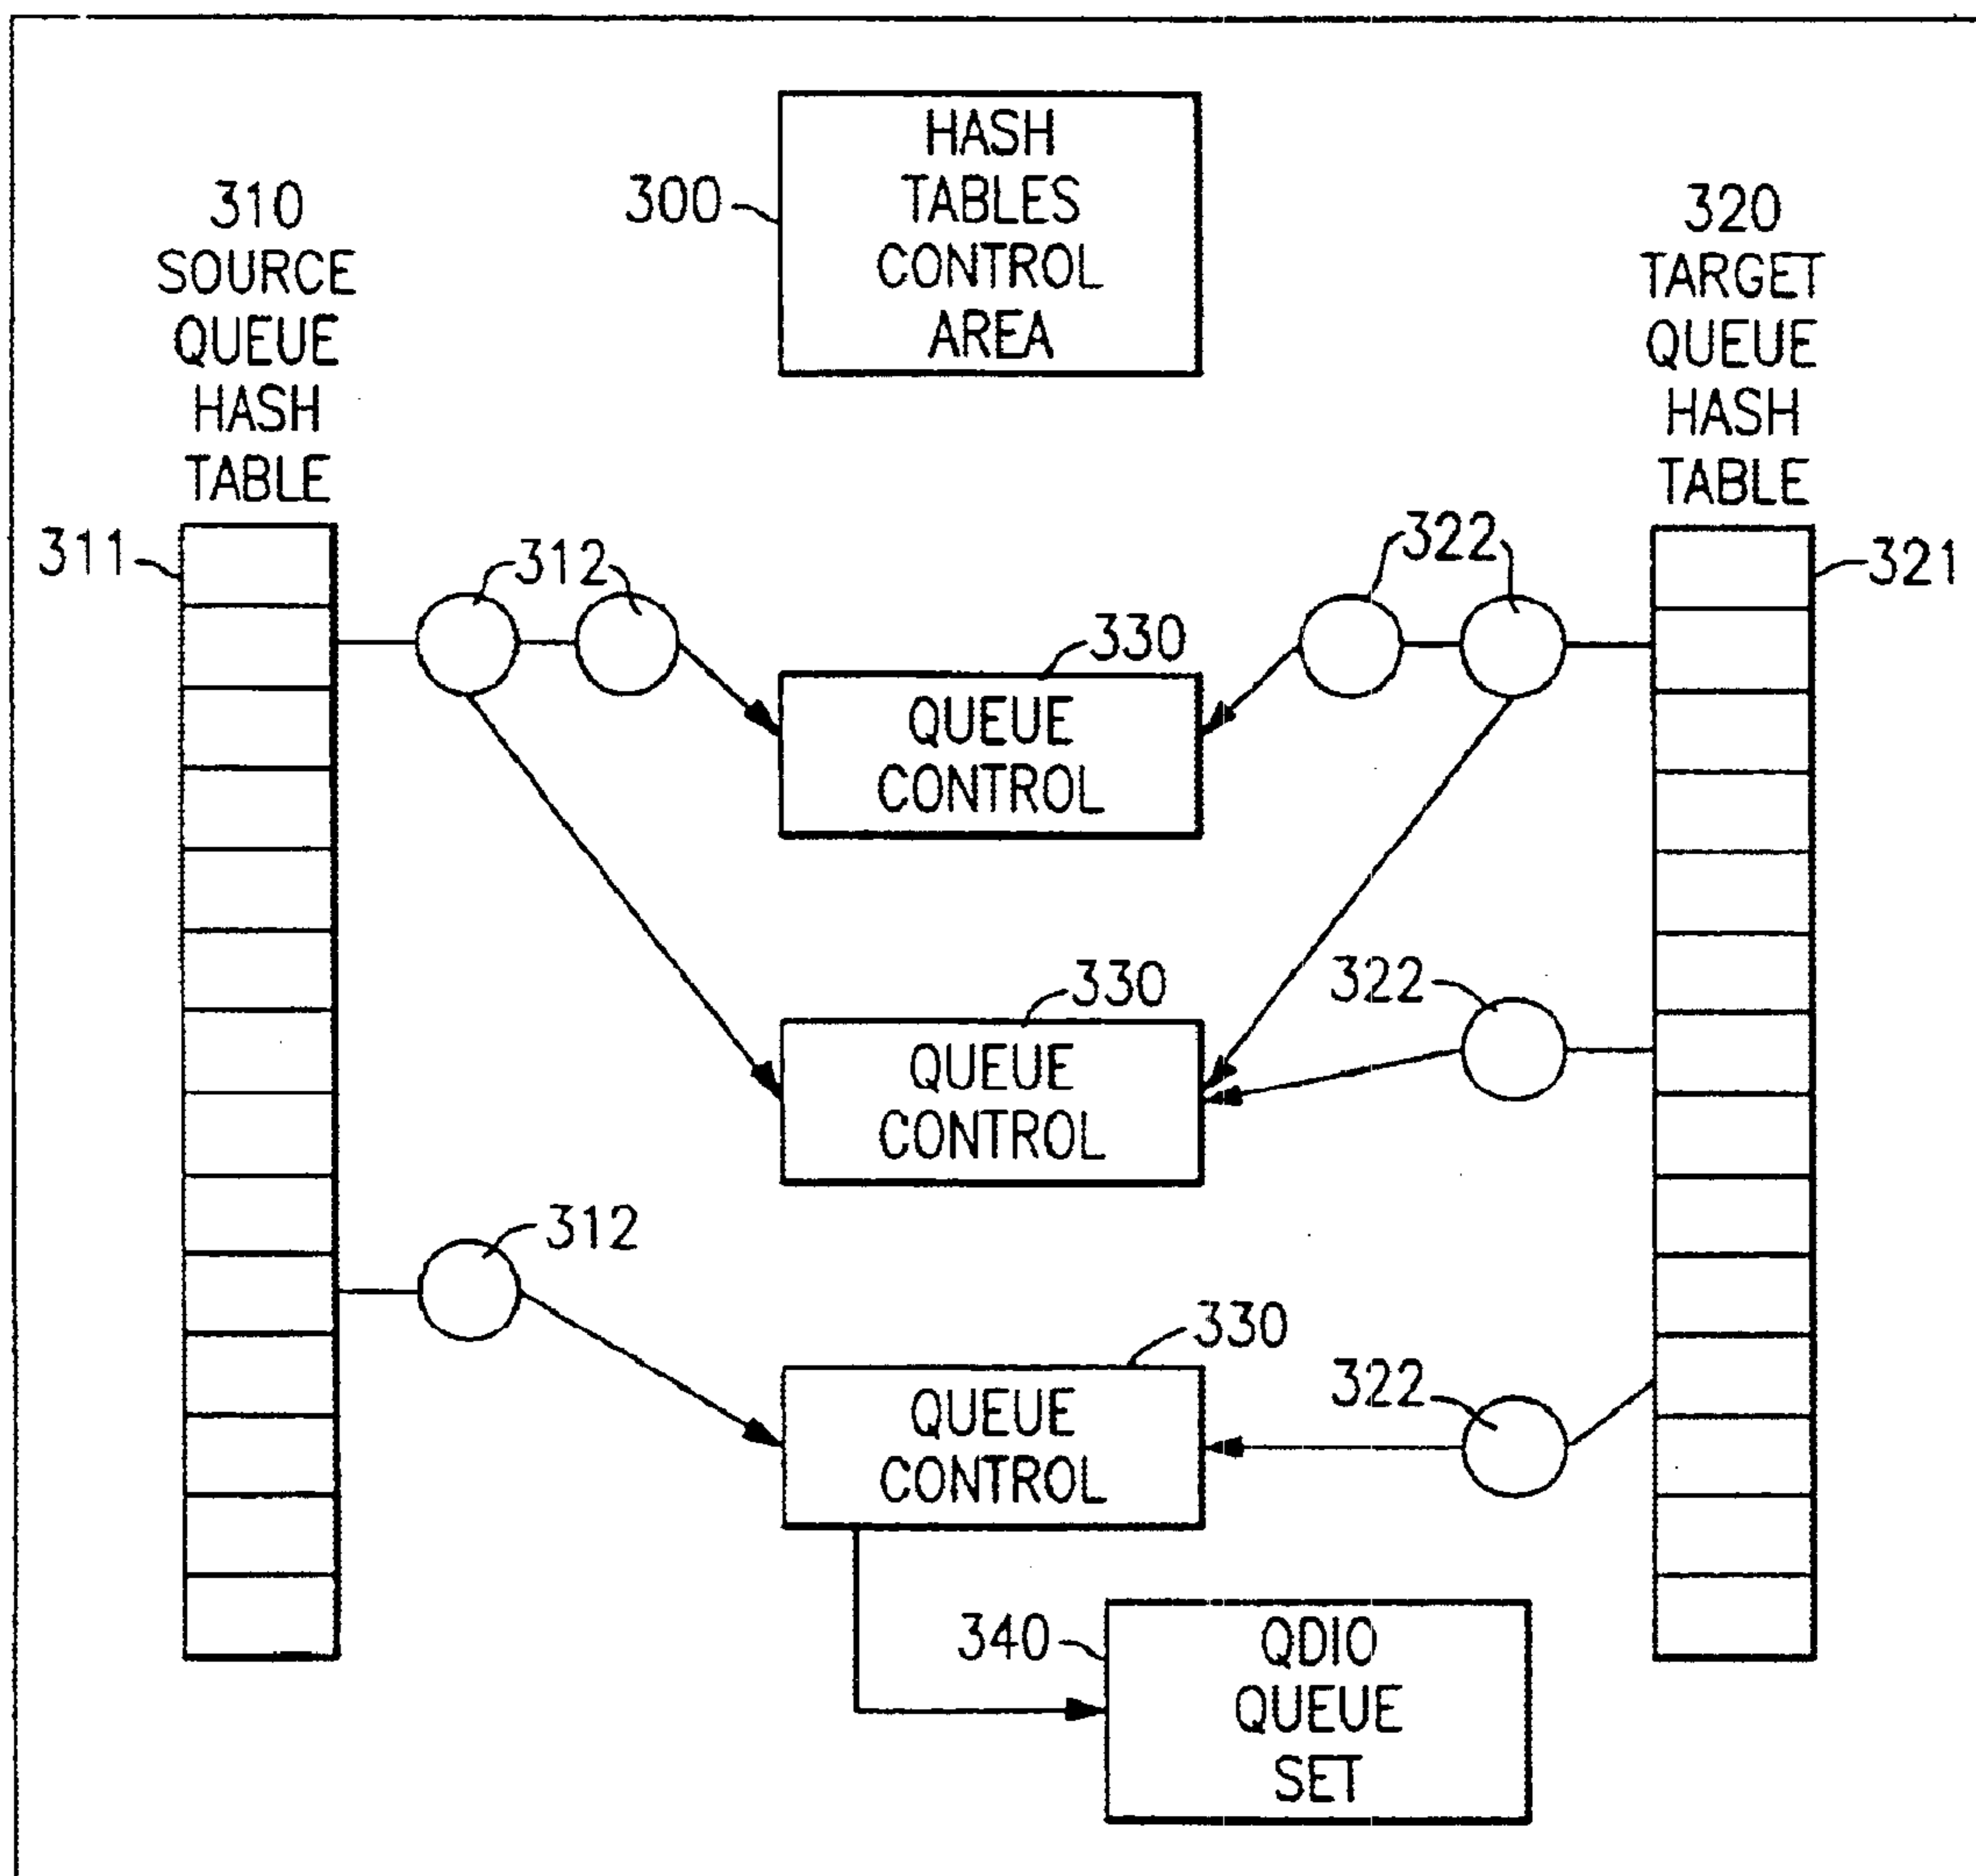 HASH
TABLES
CONTROL
AREA
300
310
SOURCE
QUEUE
HASH
TABLE
320
TARGET
QUEUE
HASH
TABLE
311
312
322
321
330
QUEUE
CONTROL
330
322
QUEUE
CONTROL
312
330
322
QUEUE
CONTROL
340
QDIO
QUEUE
SET